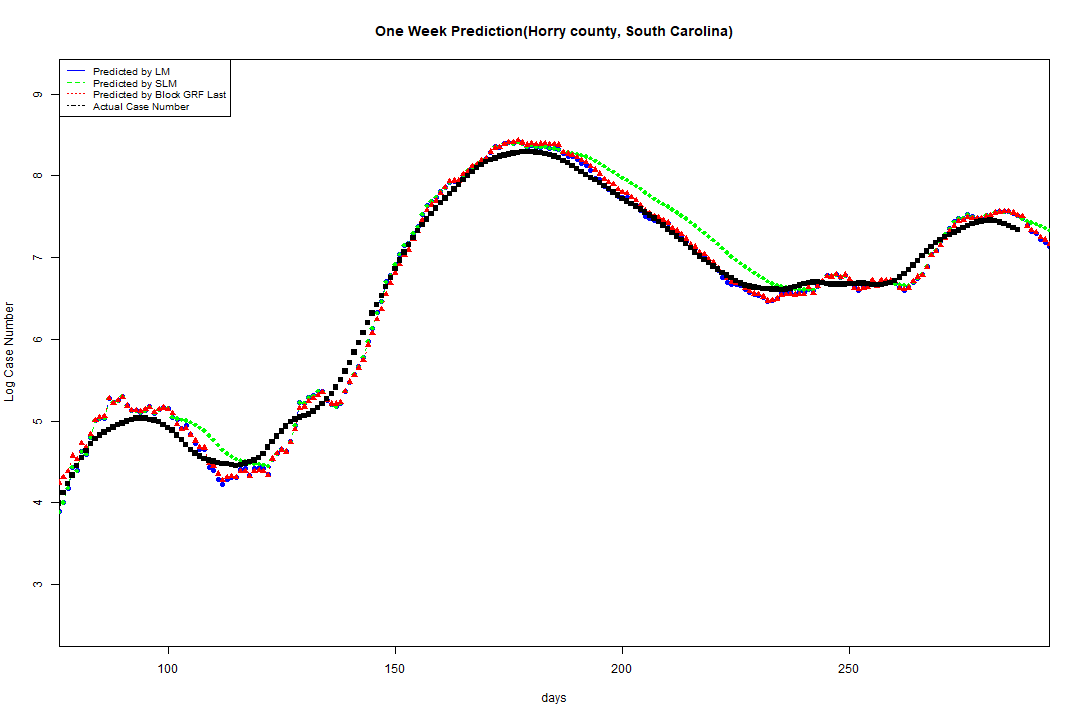 One Week Prediction(Horry county, South Carolina)
Predicted by LM
Predicted by SLM
Predicted by Block GRF Last
Actual Case Number
9
8
7
6
5
4
3
Log Case Number
100
150
200
250
days